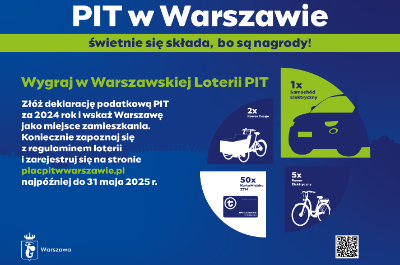 PIT w Warszawie
świetnie się składa, bo są nagrody!
Wygraj w Warszawskiej Loterii PIT
Złóż deklarację podatkową PIT
za 2024 rok i wskaż Warszawę
jako miejsce zamieszkania.
Koniecznie zapoznaj się
z regulaminem loterii
i zarejestruj się na stronie
placpitwwarszawie.pl
najpóźniej do 31 maja 2025 r.
1x
Samochód
elektryczny
2x
Rower Cargo
50x
5x
Rower
Elektryczny
Warszawa